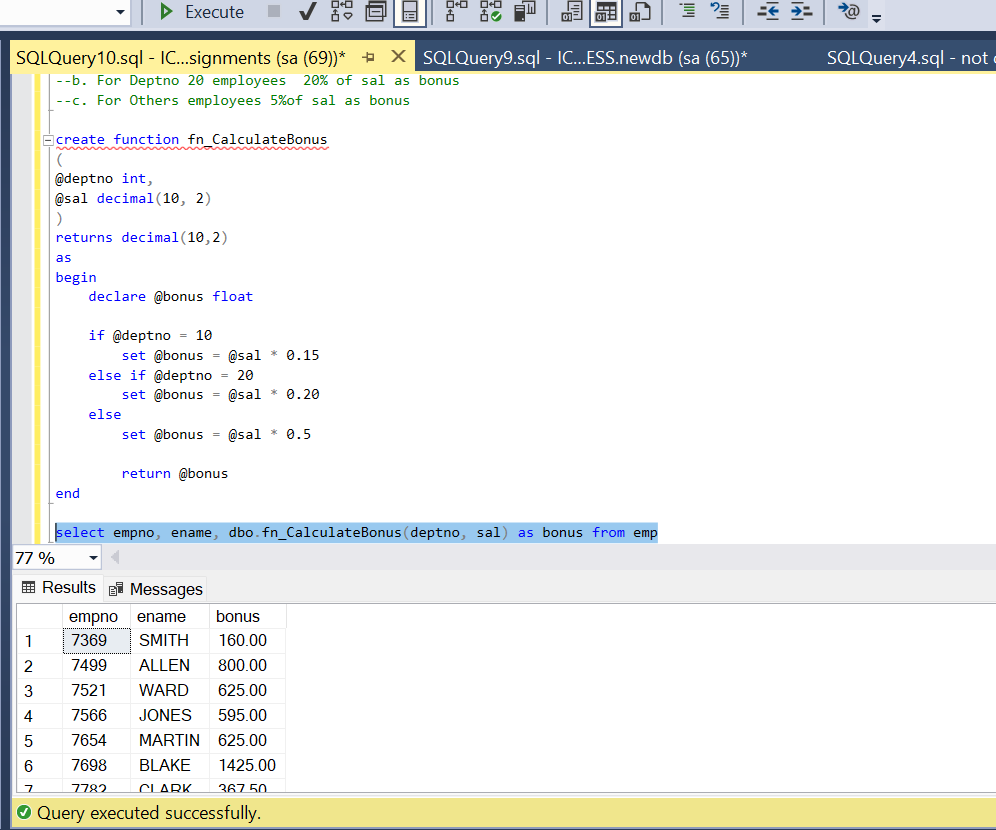 Execute
SQLQuery10.sql - IC...signments (sa (69))* SQLQuery9.sql - IC...ESS.newdb (sa (65))* SQLQuery4.sql - not
--b. For Deptno 20 employees  20% of sal as bonus
--c. For Others employees 5%of sal as bonus
create function fn_CalculateBonus
(
@deptno int,
@sal decimal(10, 2)
)
returns decimal(10,2)
as
begin
declare @bonus float
if @deptno = 10
set @bonus = @sal * 0.15
else if @deptno = 20
set @bonus = @sal * 0.20
else
set @bonus = @sal * 0.5
return @bonus
end
select empno, ename, dbo.fn_CalculateBonus(deptno, sal) as bonus from emp
77 %
Results Messages
empno ename bonus
1 7369 SMITH 160.00
2 7499 ALLEN 800.00
3 7521 WARD 625.00
4 7566 JONES 595.00
5 7654 MARTIN 625.00
6 7698 BLAKE 1425.00
7 7782 CLARK 367.50
Query executed successfully.